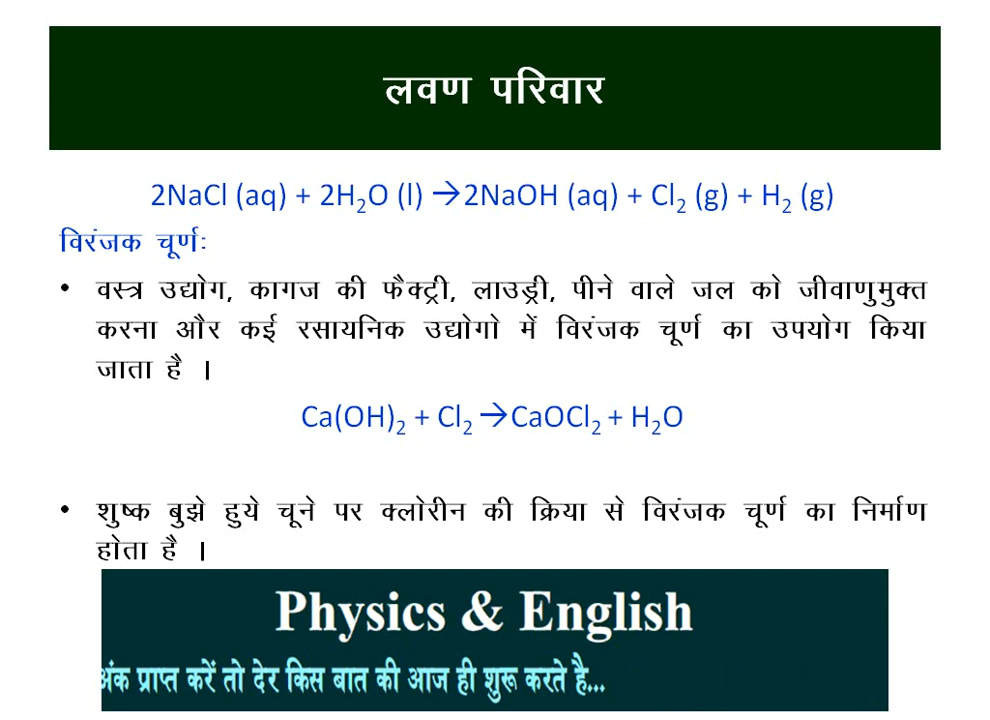 लवण परिवार
2NaCl (aq) + 2H₂O (l) →2NaOH (aq) + Cl₂ (g) + H₂ (g)
विरंजक चूर्णः
• वस्त्र उद्योग, कागज की फैक्ट्री, लाउड्री, पीने वाले जल को जीवाणुमुक्त
करना और कई रसायनिक उद्योगो में विरंजक चूर्ण का उपयोग किया
जाता है ।
Ca(OH)₂ + Cl₂ →CaOCl₂ + H₂O
• शुष्क बुझे हुये चूने पर क्लोरीन की क्रिया से विरंजक चूर्ण का निर्माण
होता है ।
Physics & English
अंक प्राप्त करें तो देर किस बात की आज ही शुरू करते है...